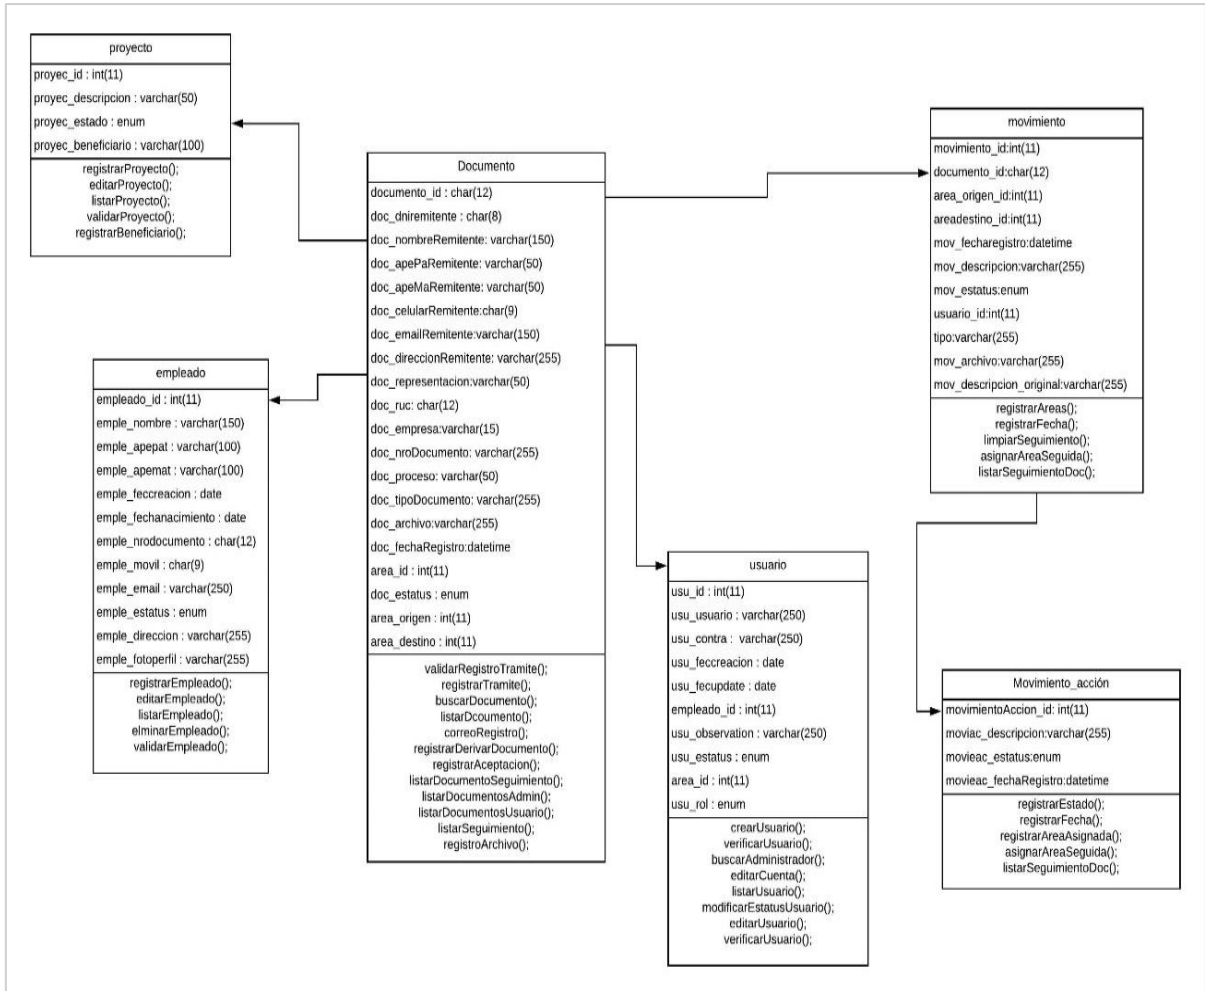 proyecto
proyec_id : int(11)
proyec_descripcion : varchar(50)
proyec_estado : enum
proyec_beneficiario : varchar(100)
registrarProyecto();
editarProyecto();
listarProyecto();
validarProyecto();
registrarBeneficiario();
Documento
documento_id : char(12)
doc_dniremitente : char(8)
doc_nombreRemitente: varchar(150)
doc_apePaRemitente: varchar(50)
doc_apeMaRemitente: varchar(50)
doc_celularRemitente:char(9)
doc_emailRemitente:varchar(150)
doc_direccionRemitente: varchar(255)
doc_representacion:varchar(50)
doc_ruc: char(12)
doc_empresa:varchar(15)
doc_nroDocumento: varchar(255)
doc_proceso: varchar(50)
doc_tipoDocumento: varchar(255)
doc_archivo:varchar(255)
doc_fechaRegistro:datetime
area_id : int(11)
doc_estatus : enum
area_origen : int(11)
area_destino : int(11)
validarRegistroTramite();
registrarTramite();
buscarDocumento();
listarDcoumento();
correoRegistro();
registrarDerivarDocumento();
registrarAceptacion();
listarDocumentoSeguimiento();
listarDocumentosAdmin();
listarDocumentosUsuario();
listarSeguimiento();
registroArchivo();
movimiento
movimiento_id:int(11)
documento_id:char(12)
area_origen_id:int(11)
areadestino_id:int(11)
mov_fecharegistro:datetime
mov_descripcion:varchar(255)
mov_estatus:enum
usuario_id:int(11)
tipo:varchar(255)
mov_archivo:varchar(255)
mov_descripcion_original:varchar(255)
registrarAreas();
registrarFecha();
limpiarSeguimiento();
asignarAreaSeguida();
listarSeguimientoDoc();
empleado
empleado_id : int(11)
emple_nombre : varchar(150)
emple_apepat : varchar(100)
emple_apemat : varchar(100)
emple_feccreacion : date
emple_fechanacimiento : date
emple_nrodocumento : char(12)
emple_movil : char(9)
emple_email : varchar(250)
emple_estatus : enum
emple_direccion : varchar(255)
emple_fotoperfil : varchar(255)
registrarEmpleado();
editarEmpleado();
listarEmpleado();
elminarEmpleado();
validarEmpleado();
usuario
usu_id : int(11)
usu_usuario : varchar(250)
usu_contra : varchar(250)
usu_feccreacion : date
usu_fecupdate : date
empleado_id : int(11)
usu_observation : varchar(250)
usu_estatus : enum
area_id : int(11)
usu_rol : enum
crearUsuario();
verificarUsuario();
buscarAdministrador();
editarCuenta();
listarUsuario();
modificarEstatusUsuario();
editarUsuario();
verificarUsuario();
Movimiento_acción
movimientoAccion_id: int(11)
moviac_descripcion:varchar(255)
movieac_estatus:enum
movieac_fechaRegistro:datetime
registrarEstado();
registrarFecha();
registrarAreaAsignada();
asignarAreaSeguida();
listarSeguimientoDoc();